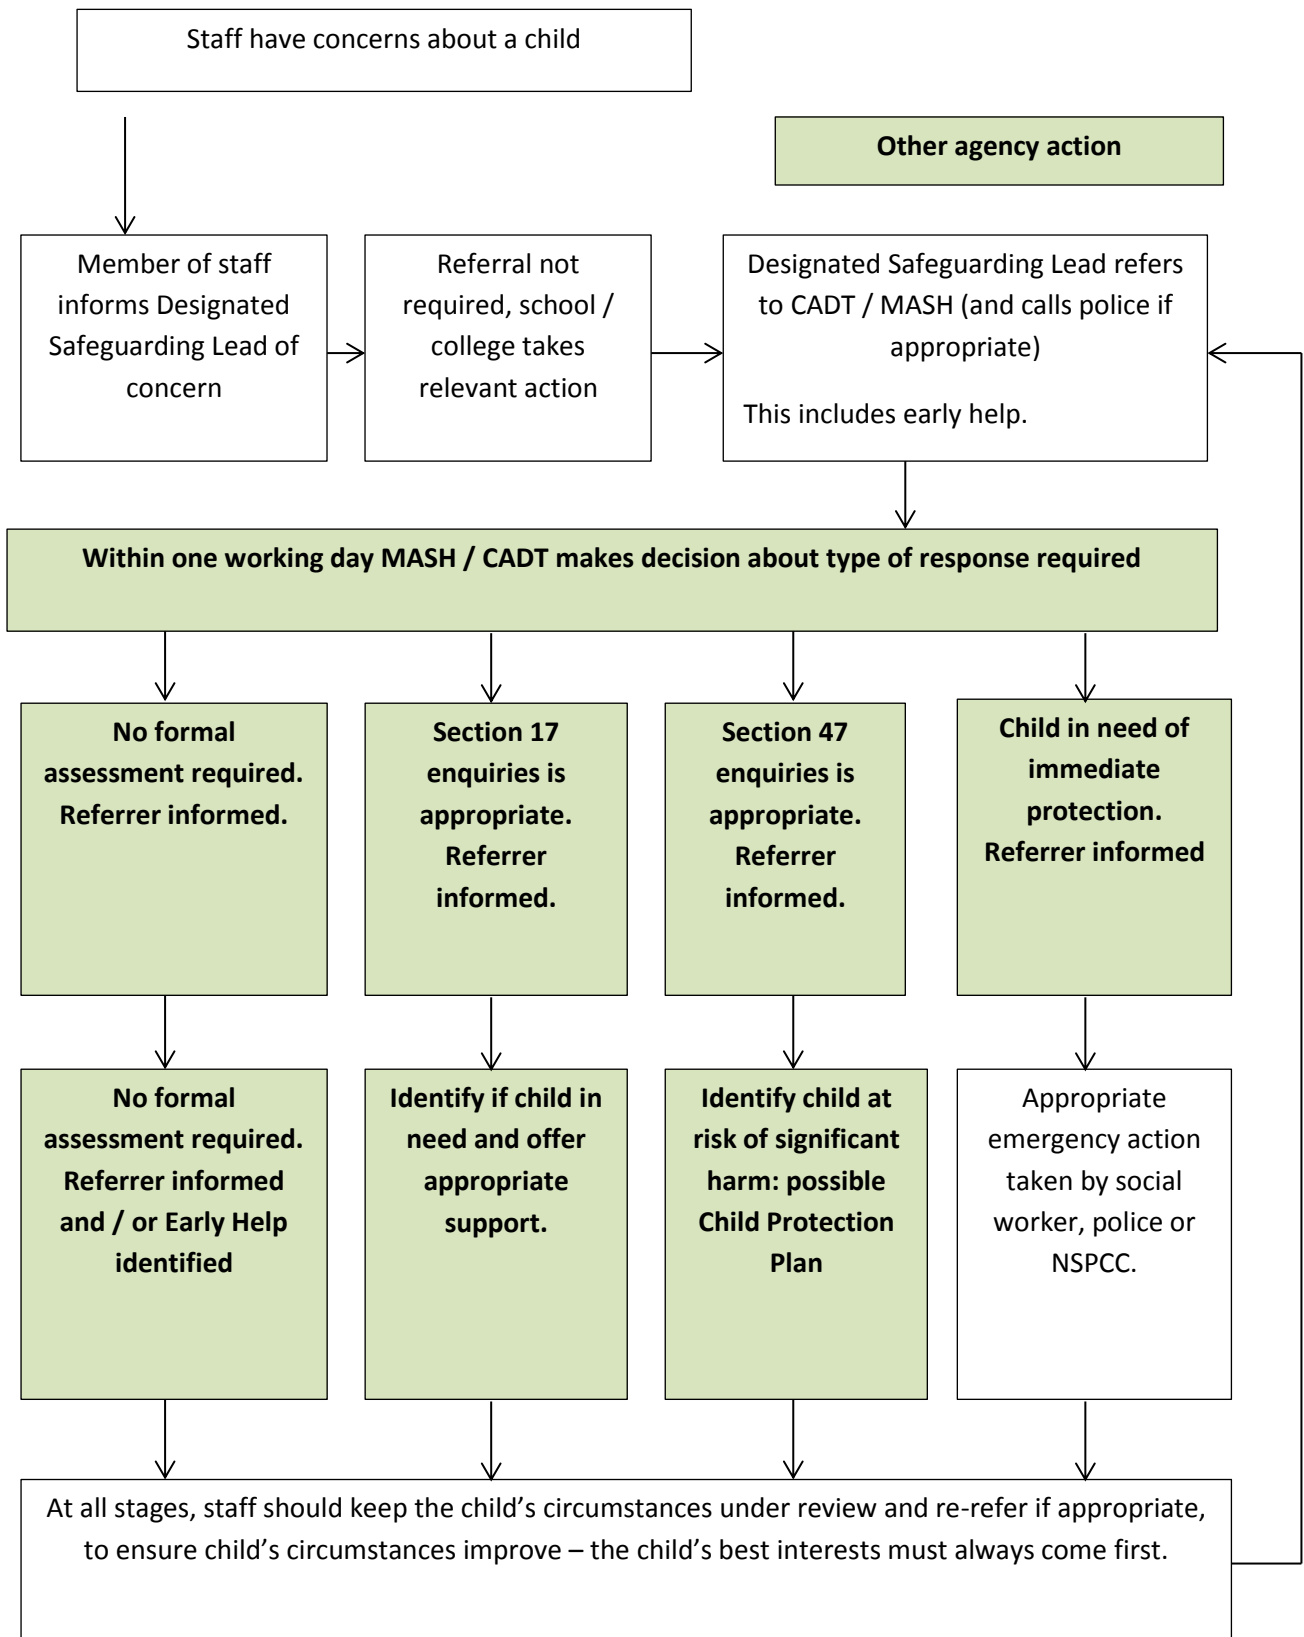 Staff have concerns about a child
Other agency action
Member of staff
informs Designated
Safeguarding Lead of
concern
Referral not
required, school /
college takes
relevant action
Designated Safeguarding Lead refers
to CADT / MASH (and calls police if
appropriate)
This includes early help.
Within one working day MASH / CADT makes decision about type of response required
No formal
assessment required.
Referrer informed.
Section 17
enquiries is
appropriate.
Referrer
informed.
Section 47
enquiries is
appropriate.
Referrer
informed.
Child in need of
immediate
protection.
Referrer informed
No formal
assessment required.
Referrer informed
and / or Early Help
identified
Identify if child in
need and offer
appropriate
support.
Identify child at
risk of significant
harm: possible
Child Protection
Plan
Appropriate
emergency action
taken by social
worker, police or
NSPCC.
At all stages, staff should keep the child’s circumstances under review and re-refer if appropriate,
to ensure child’s circumstances improve – the child’s best interests must always come first.